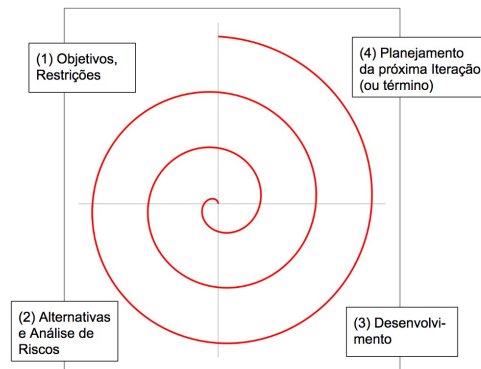 (1) Objetivos,
Restrições
(4) Planejamento
da próxima Iteração
(ou término)
(2) Alternativas
e Análise de
Riscos
(3) Desenvolvi-
mento